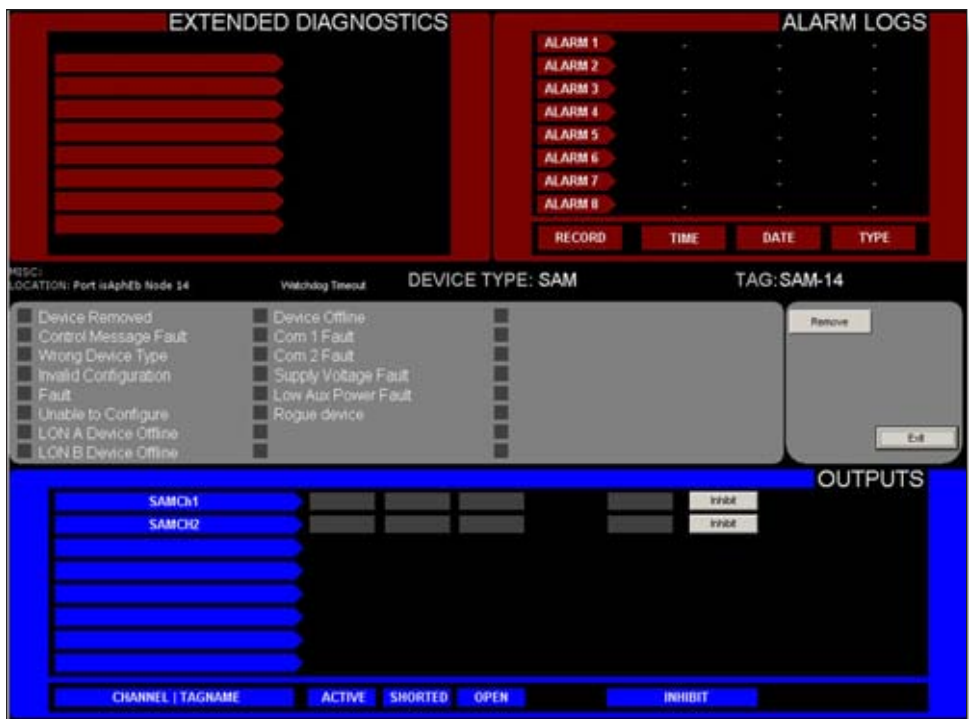 EXTENDED DIAGNOSTICS
ALARM LOGS
ALARM 1 - - -
ALARM 2 - - -
ALARM 3 - - -
ALARM 4 - - -
ALARM 5 - - -
ALARM 6 - - -
ALARM 7 - - -
ALARM 8 - - -
RECORD TIME DATE TYPE
MISC:
LOCATION: Port isAphEb Node 14 Watchdog Timeout DEVICE TYPE: SAM TAG: SAM-14
Device Removed Device Offline
Control Message Fault Com 1 Fault
Wrong Device Type Com 2 Fault
Invalid Configuration Supply Voltage Fault
Fault Low Aux Power Fault
Unable to Configure Rogue device
LON A Device Offline
LON B Device Offline
Remove
Exit
OUTPUTS
SAMCh1 Inhibit
SAMCH2 Inhibit
CHANNEL | TAGNAME ACTIVE SHORTED OPEN INHIBIT